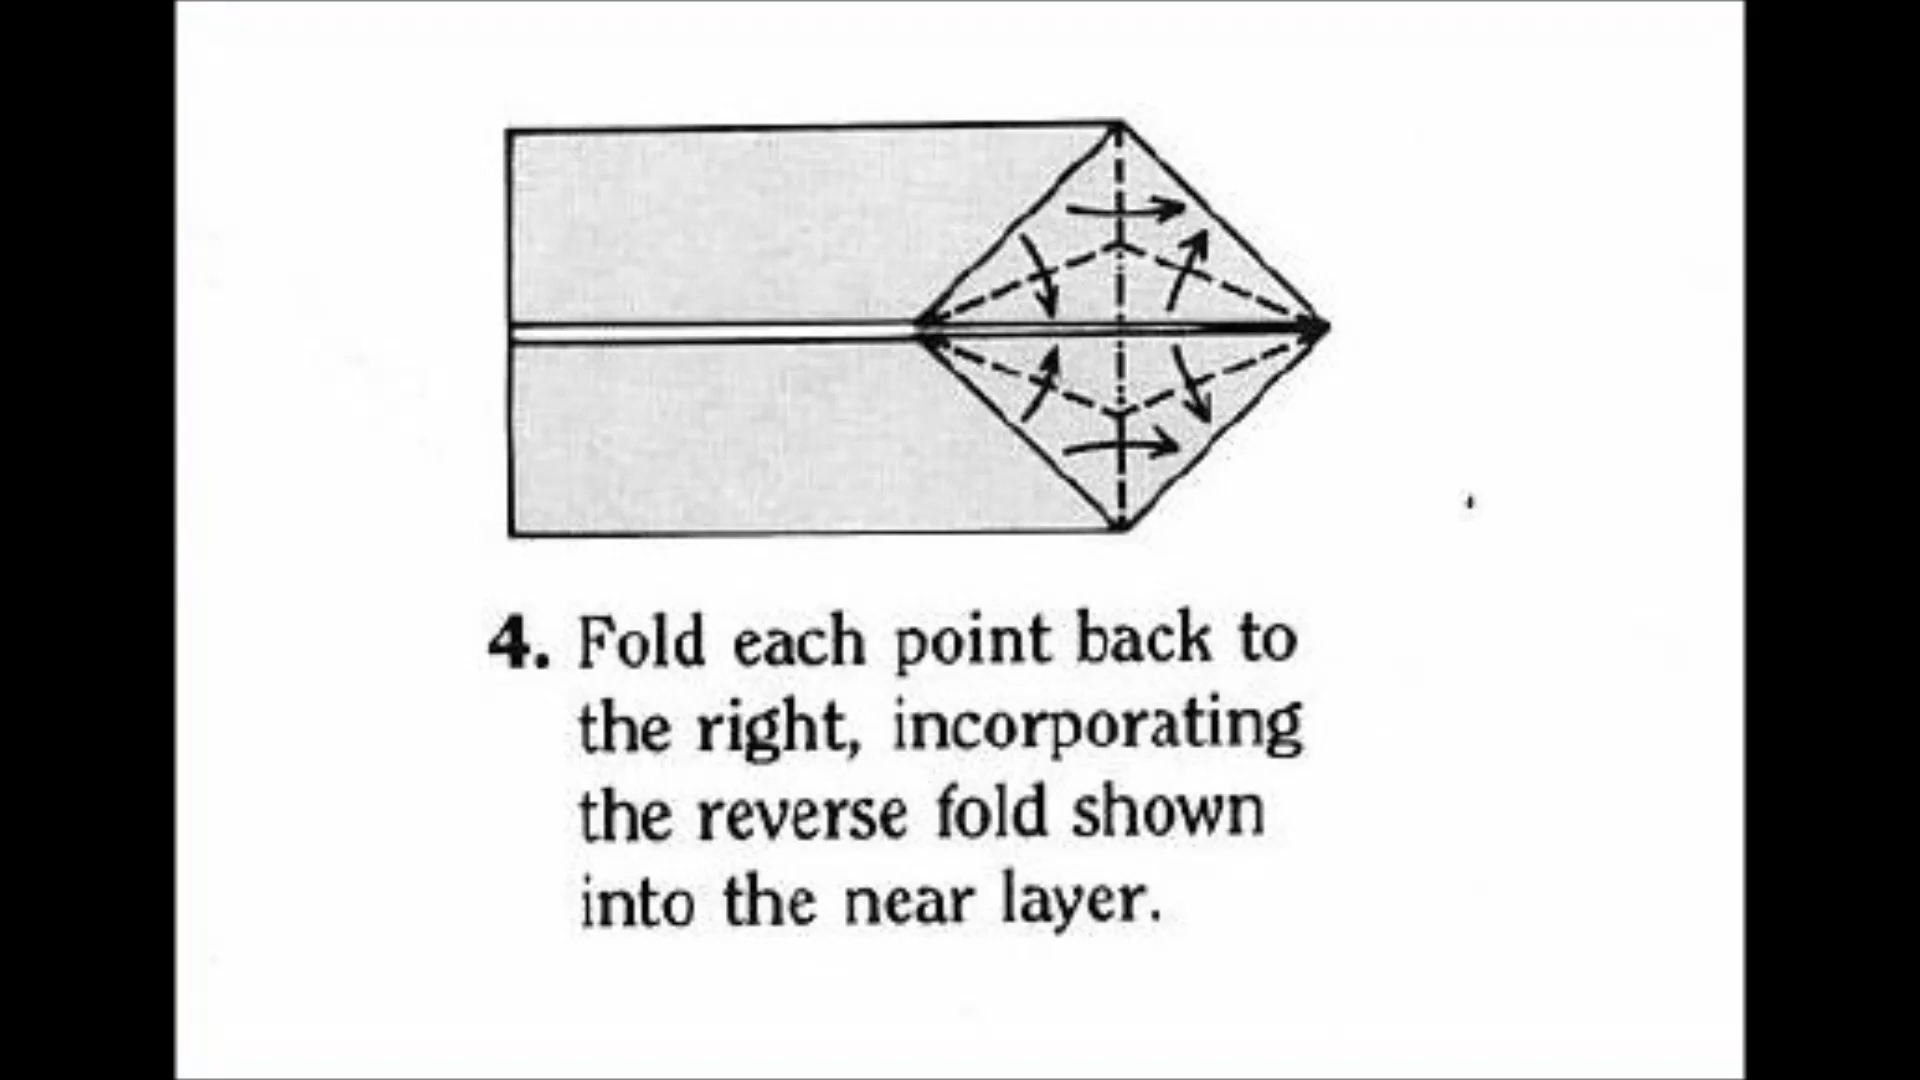 4. Fold each point back to
the right, incorporating
the reverse fold shown
into the near layer.